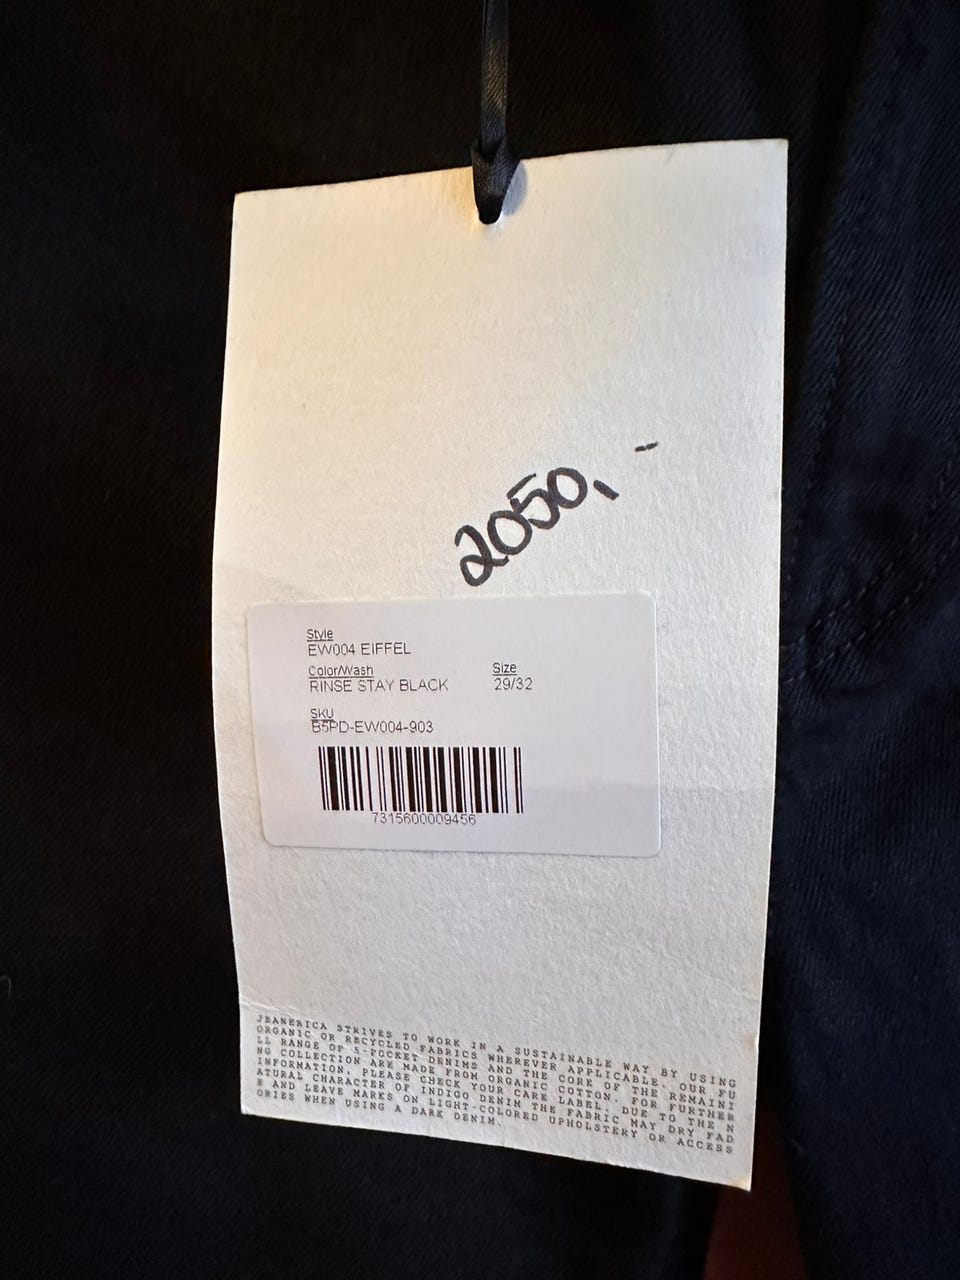 2050,-
Style
EW004 EIFFEL
Color/Wash
Size
RINSE STAY BLACK
29/32
SKU
B5PD-EW004-903
7315600009456
JEANERICA STRIVES TO WORK IN A SUSTAINABLE WAY BY USING
ORGANIC OR RECYCLED FABRICS WHEREVER APPLICABLE. OUR FU
LL RANGE OF 5-POCKET DENIMS AND THE CORE OF THE REMAINI
NG COLLECTION ARE MADE FROM ORGANIC COTTON. FOR FURTHER
INFORMATION, PLEASE CHECK YOUR CARE LABEL. DUE TO THE N
ATURAL CHARACTER OF INDIGO DENIM THE FABRIC MAY DRY FAD
E AND LEAVE MARKS ON LIGHT-COLORED UPHOLSTERY OR ACCESS
ORIES WHEN USING A DARK DENIM.